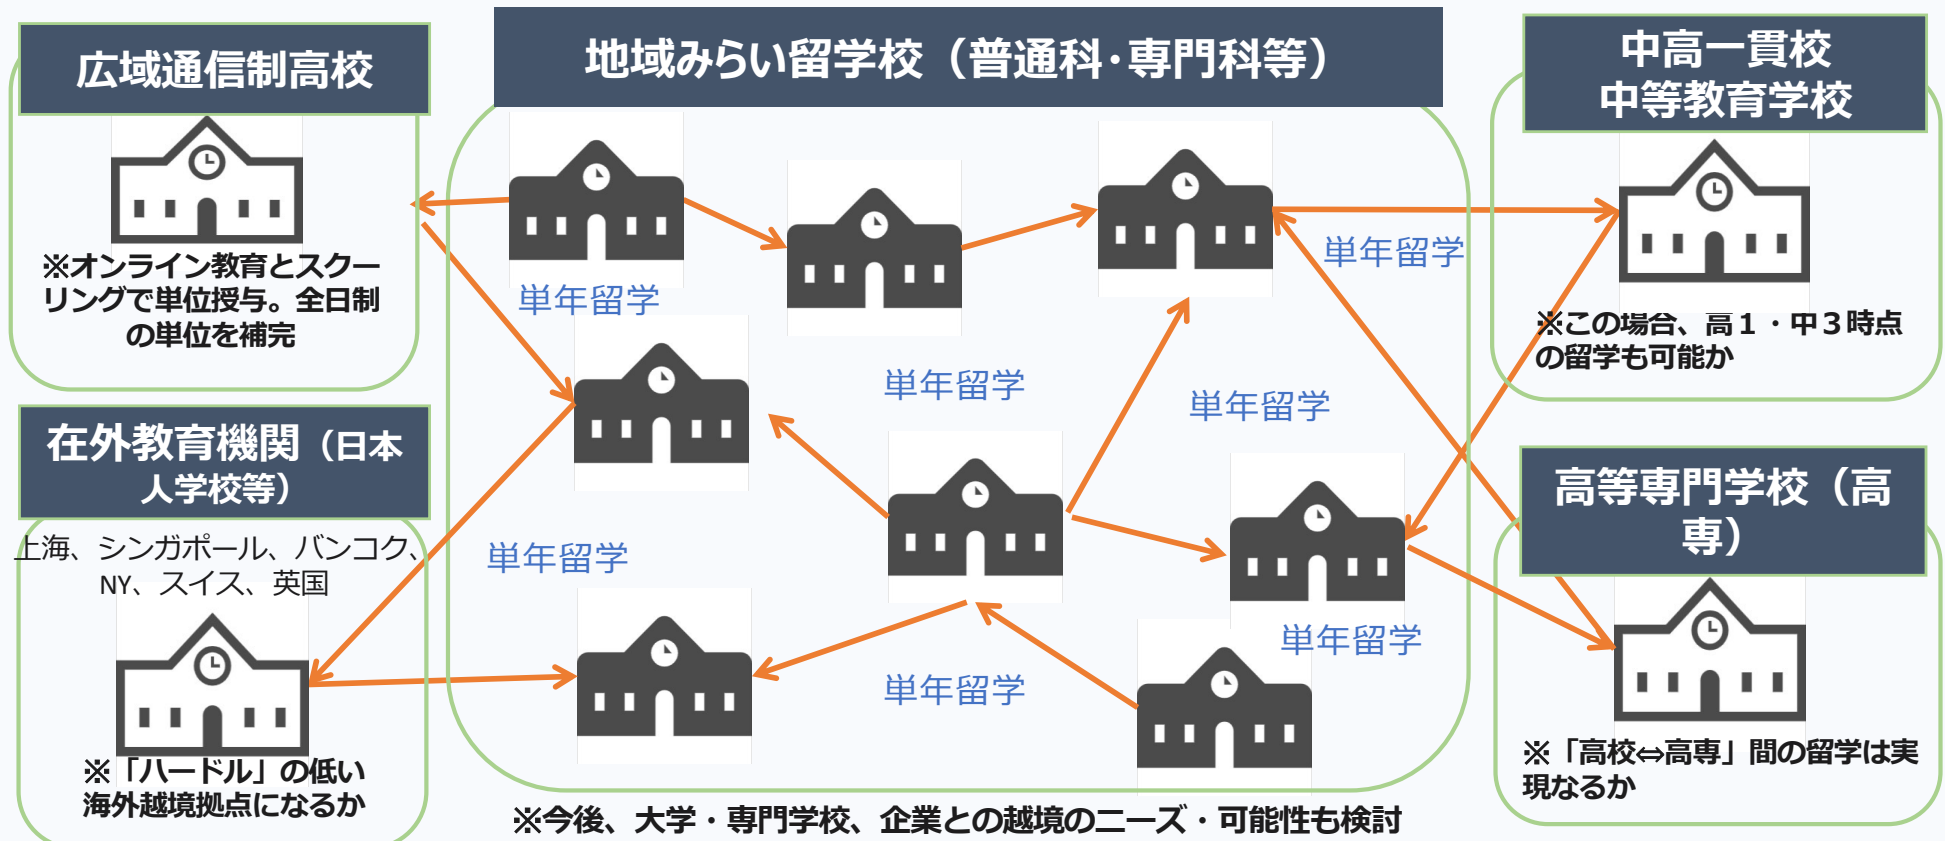 広域通信制高校
※オンライン教育とスクー
リングで単位授与。全日制
の単位を補完
在外教育機関（日本
人学校等）
上海、シンガポール、バンコク、
NY、スイス、英国
※「ハードル」の低い
海外越境拠点になるか
地域みらい留学校（普通科・専門科等）
単年留学
単年留学
単年留学
単年留学
単年留学
単年留学
単年留学
※今後、大学・専門学校、企業との越境のニーズ・可能性も検討
中高一貫校
中等教育学校
※この場合、高１・中３時点
の留学も可能か
高等専門学校（高
専）
※「高校⇔高専」間の留学は実
現なるか